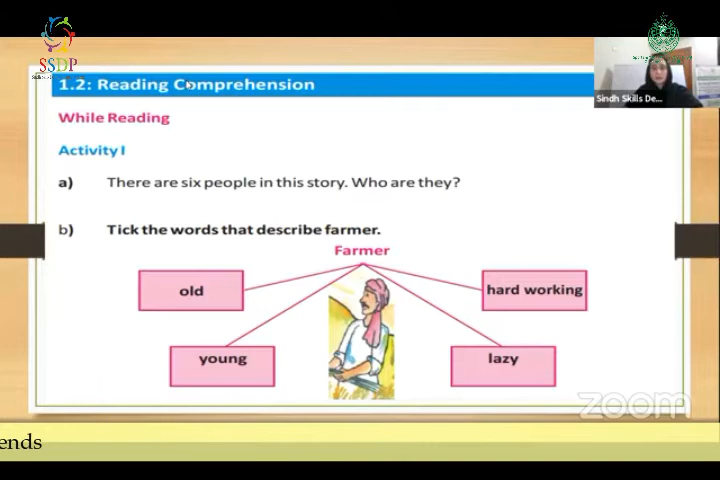 SSDP
Sindh Skills De...
1.2: Reading Comprehension
While Reading
Activity I
a) There are six people in this story. Who are they?
b) Tick the words that describe farmer.
Farmer
old
hard working
young
lazy
zoom
ends